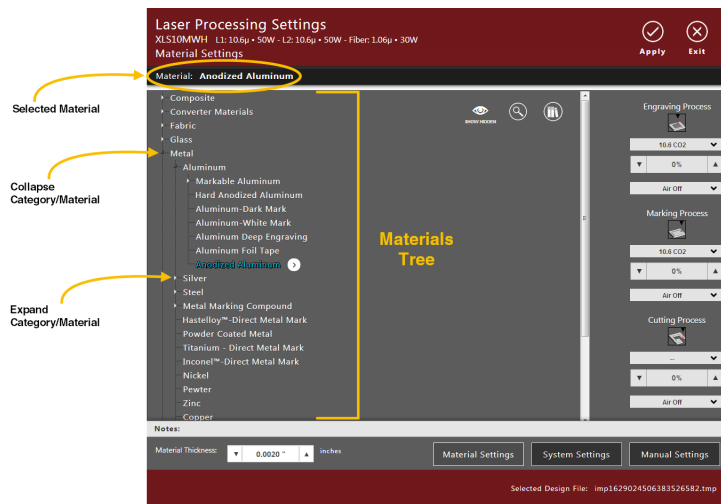 Laser Processing Settings
XLS10MWH L1: 10.6µ • 50W - L2: 10.6µ • 50W - Fiber: 1.06µ • 30W
Material Settings
Apply
Exit
Material: Anodized Aluminum
Selected Material
Collapse
Category/Material
Expand
Category/Material
Composite
Converter Materials
Fabric
Glass
Metal
Aluminum
Markable Aluminum
Hard Anodized Aluminum
Aluminum-Dark Mark
Aluminum-White Mark
Aluminum Deep Engraving
Aluminum Foil Tape
Anodized Aluminum
Silver
Steel
Metal Marking Compound
Hastelloy™-Direct Metal Mark
Powder Coated Metal
Titanium - Direct Metal Mark
Inconel™-Direct Metal Mark
Nickel
Pewter
Zinc
Copper
SHOW HIDDEN
Materials
Tree
Engraving Process
10.6 CO2
0%
Air Off
Marking Process
10.6 CO2
0%
Air Off
Cutting Process
--
0%
Air Off
Notes:
Material Thickness: 0.0020 " inches
Material Settings
System Settings
Manual Settings
Selected Design File: imp1629024506383526582.tmp